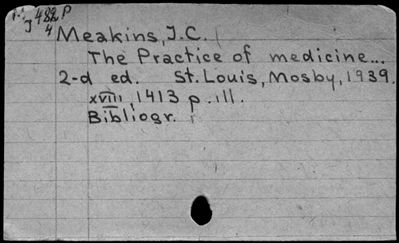 482 P
4
Meakins, J.C.
The Practice of medicine...
2-d ed. St. Louis, Mosby, 1939.
xviii, 1413 p. ill.
Bibliogr.